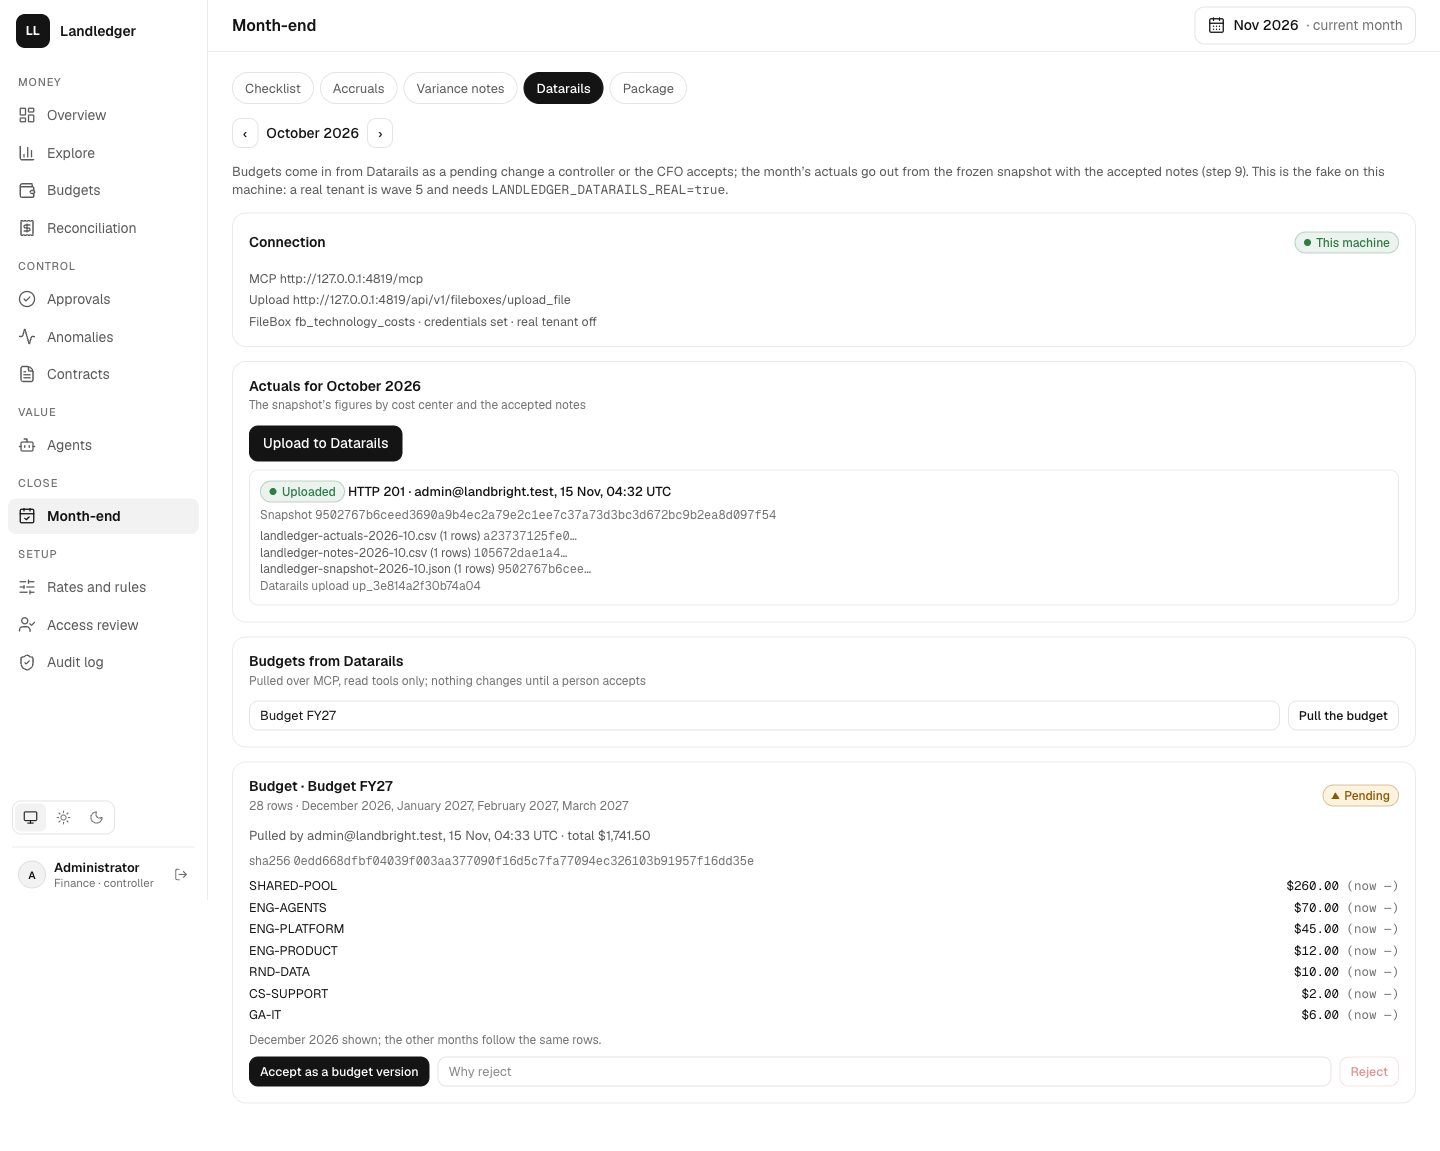 LL
Landledger
MONEY
Overview
Explore
Budgets
Reconciliation
CONTROL
Approvals
Anomalies
Contracts
VALUE
Agents
CLOSE
Month-end
SETUP
Rates and rules
Access review
Audit log
A
Administrator
Finance · controller
Month-end
Nov 2026 · current month
Checklist
Accruals
Variance notes
Datarails
Package
‹ October 2026 ›
Budgets come in from Datarails as a pending change a controller or the CFO accepts; the month's actuals go out from the frozen snapshot with the accepted notes (step 9). This is the fake on this
machine: a real tenant is wave 5 and needs LANDLEDGER_DATARAILS_REAL=true.
Connection
This machine
MCP http://127.0.0.1:4819/mcp
Upload http://127.0.0.1:4819/api/v1/fileboxes/upload_file
FileBox fb_technology_costs · credentials set · real tenant off
Actuals for October 2026
The snapshot's figures by cost center and the accepted notes
Upload to Datarails
Uploaded HTTP 201 · admin@landbright.test, 15 Nov, 04:32 UTC
Snapshot 9502767b6ceed3690a9b4ec2a79e2c1ee7c37a73d3bc3d672bc9b2ea8d097f54
landledger-actuals-2026-10.csv (1 rows) a23737125fe0…
landledger-notes-2026-10.csv (1 rows) 105672dae1a4…
landledger-snapshot-2026-10.json (1 rows) 9502767b6cee…
Datarails upload up_3e814a2f30b74a04
Budgets from Datarails
Pulled over MCP, read tools only; nothing changes until a person accepts
Budget FY27
Pull the budget
Budget · Budget FY27
28 rows · December 2026, January 2027, February 2027, March 2027
Pending
Pulled by admin@landbright.test, 15 Nov, 04:33 UTC · total $1,741.50
sha256 0edd668dfbf04039f003aa377090f16d5c7fa77094ec326103b91957f16dd35e
SHARED-POOL $260.00 (now —)
ENG-AGENTS $70.00 (now —)
ENG-PLATFORM $45.00 (now —)
ENG-PRODUCT $12.00 (now —)
RND-DATA $10.00 (now —)
CS-SUPPORT $2.00 (now —)
GA-IT $6.00 (now —)
December 2026 shown; the other months follow the same rows.
Accept as a budget version
Why reject
Reject